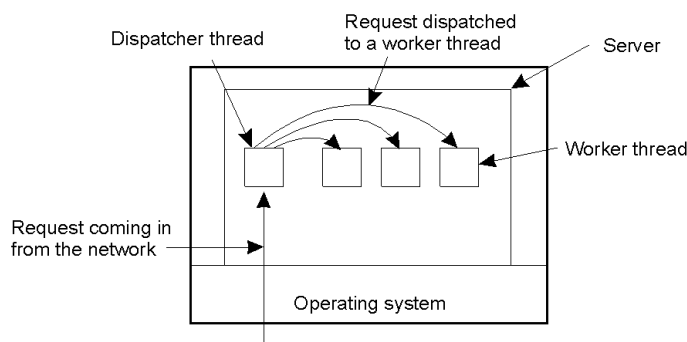 Request dispatched
to a worker thread
Dispatcher thread
Server
Worker thread
Request coming in
from the network
Operating system